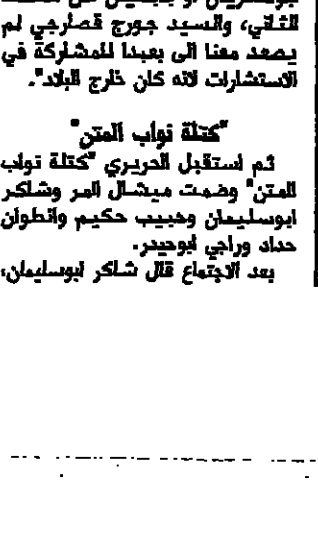 الثاني، والسيد جورج قصارجي لم
يصعد معنا الى بعبدا للمشاركة في
الاستشارات لانه كان خارج البلاد".
"كتلة نواب المتن"
ثم استقبل الحريري "كتلة نواب
المتن" وضمت ميشال المر وشاكر
ابوسليمان وحبيب حكيم وانطوان
حداد وراجي ابوحيدر.
بعد الاجتماع قال شاكر ابوسليمان: